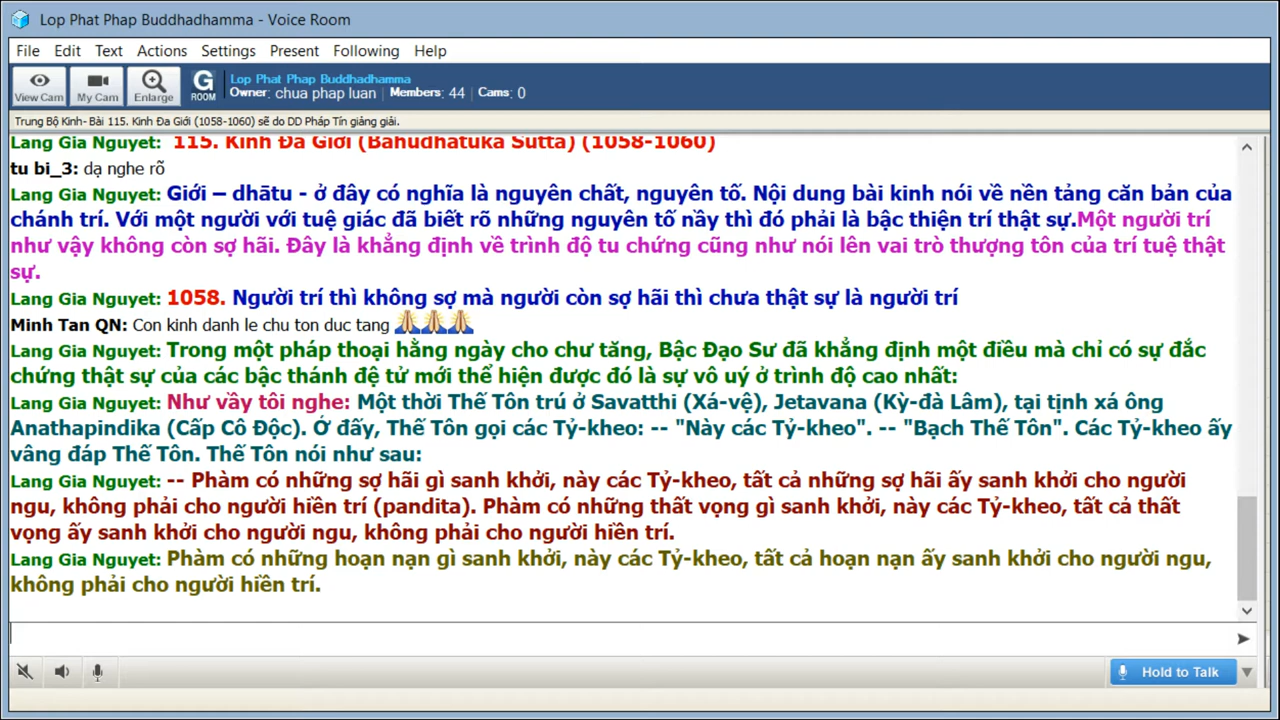 Lop Phat Phap Buddhadhamma - Voice Room
File Edit Text Actions Settings Present Following Help
View Cam My Cam Enlarge G ROOM Lop Phat Phap Buddhadhamma
Owner: chua phap luan | Members: 44 | Cams: 0
Trung Bộ Kinh- Bài 115. Kinh Đa Giới (1058-1060) sẽ do DD Pháp Tín giảng giải.
Lang Gia Nguyet: 115. Kinh Đa Giới (Bahudhatuka Sutta) (1058-1060)
tu bi_3: dạ nghe rõ
Lang Gia Nguyet: Giới – dhātu - ở đây có nghĩa là nguyên chất, nguyên tố. Nội dung bài kinh nói về nền tảng căn bản của
chánh trí. Với một người với tuệ giác đã biết rõ những nguyên tố nầy thì đó phải là bậc thiện trí thật sự.Một người trí
như vậy không còn sợ hãi. Đây là khẳng định về trình độ tu chứng cũng như nói lên vai trò thượng tôn của trí tuệ thật
sự.
Lang Gia Nguyet: 1058. Người trí thì không sợ mà người còn sợ hãi thì chưa thật sự là người trí
Minh Tan QN: Con kinh danh le chu ton duc tang 🙏🙏🙏
Lang Gia Nguyet: Trong một pháp thoại hằng ngày cho chư tăng, Bậc Đạo Sư đã khẳng định một điều mà chỉ có sự đắc
chứng thật sự của các bậc thánh đệ tử mới thể hiện được đó là sự vô uý ở trình độ cao nhất:
Lang Gia Nguyet: Như vầy tôi nghe: Một thời Thế Tôn trú ở Savatthi (Xá-vệ), Jetavana (Kỳ-đà Lâm), tại tịnh xá ông
Anathapindika (Cấp Cô Độc). Ở đấy, Thế Tôn gọi các Tỷ-kheo: -- "Này các Tỷ-kheo". -- "Bạch Thế Tôn". Các Tỷ-kheo ấy
vâng đáp Thế Tôn. Thế Tôn nói như sau:
Lang Gia Nguyet: -- Phàm có những sợ hãi gì sanh khởi, này các Tỷ-kheo, tất cả những sợ hãi ấy sanh khởi cho người
ngu, không phải cho người hiền trí (pandita). Phàm có những thất vọng gì sanh khởi, này các Tỷ-kheo, tất cả thất
vọng ấy sanh khởi cho người ngu, không phải cho người hiền trí.
Lang Gia Nguyet: Phàm có những hoạn nạn gì sanh khởi, này các Tỷ-kheo, tất cả hoạn nạn ấy sanh khởi cho người ngu,
không phải cho người hiền trí.
Hold to Talk